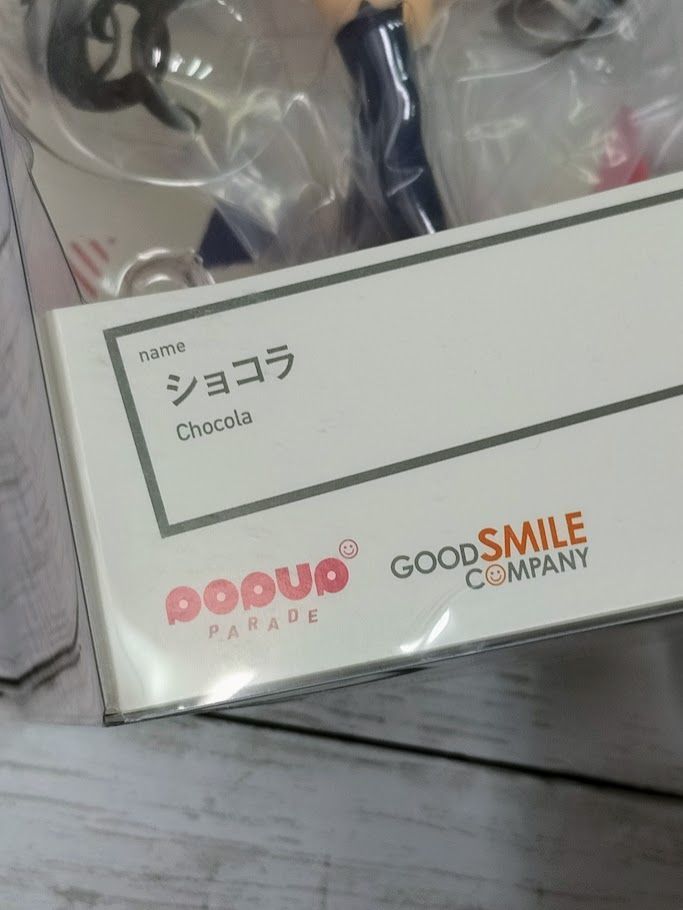 name
ショコラ
Chocola
POPUP
PARADE
GOODSMILE
COMPANY